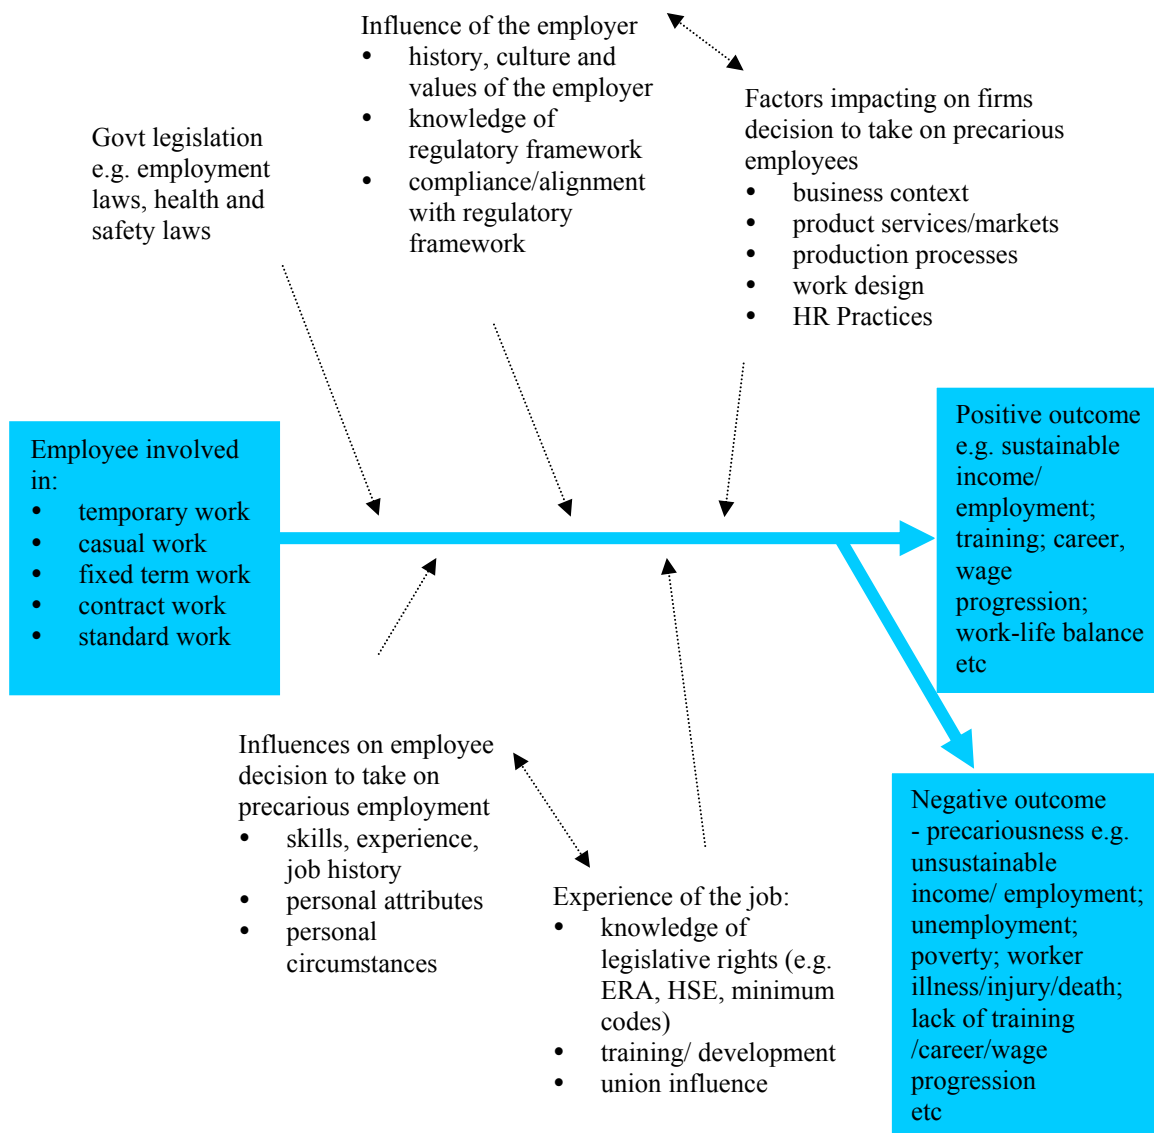 Influence of the employer
• history, culture and
values of the employer
• knowledge of
regulatory framework
• compliance/alignment
with regulatory
framework
Factors impacting on firms
decision to take on precarious
employees
• business context
• product services/markets
• production processes
• work design
• HR Practices
Govt legislation
e.g. employment
laws, health and
safety laws
Employee involved
in:
• temporary work
• casual work
• fixed term work
• contract work
• standard work
Positive outcome
e.g. sustainable
income/
employment;
training; career,
wage
progression;
work-life balance
etc
Influences on employee
decision to take on
precarious employment
• skills, experience,
job history
• personal attributes
• personal
circumstances
Experience of the job:
• knowledge of
legislative rights (e.g.
ERA, HSE, minimum
codes)
• training/ development
• union influence
Negative outcome
- precariousness e.g.
unsustainable
income/ employment;
unemployment;
poverty; worker
illness/injury/death;
lack of training
/career/wage
progression
etc